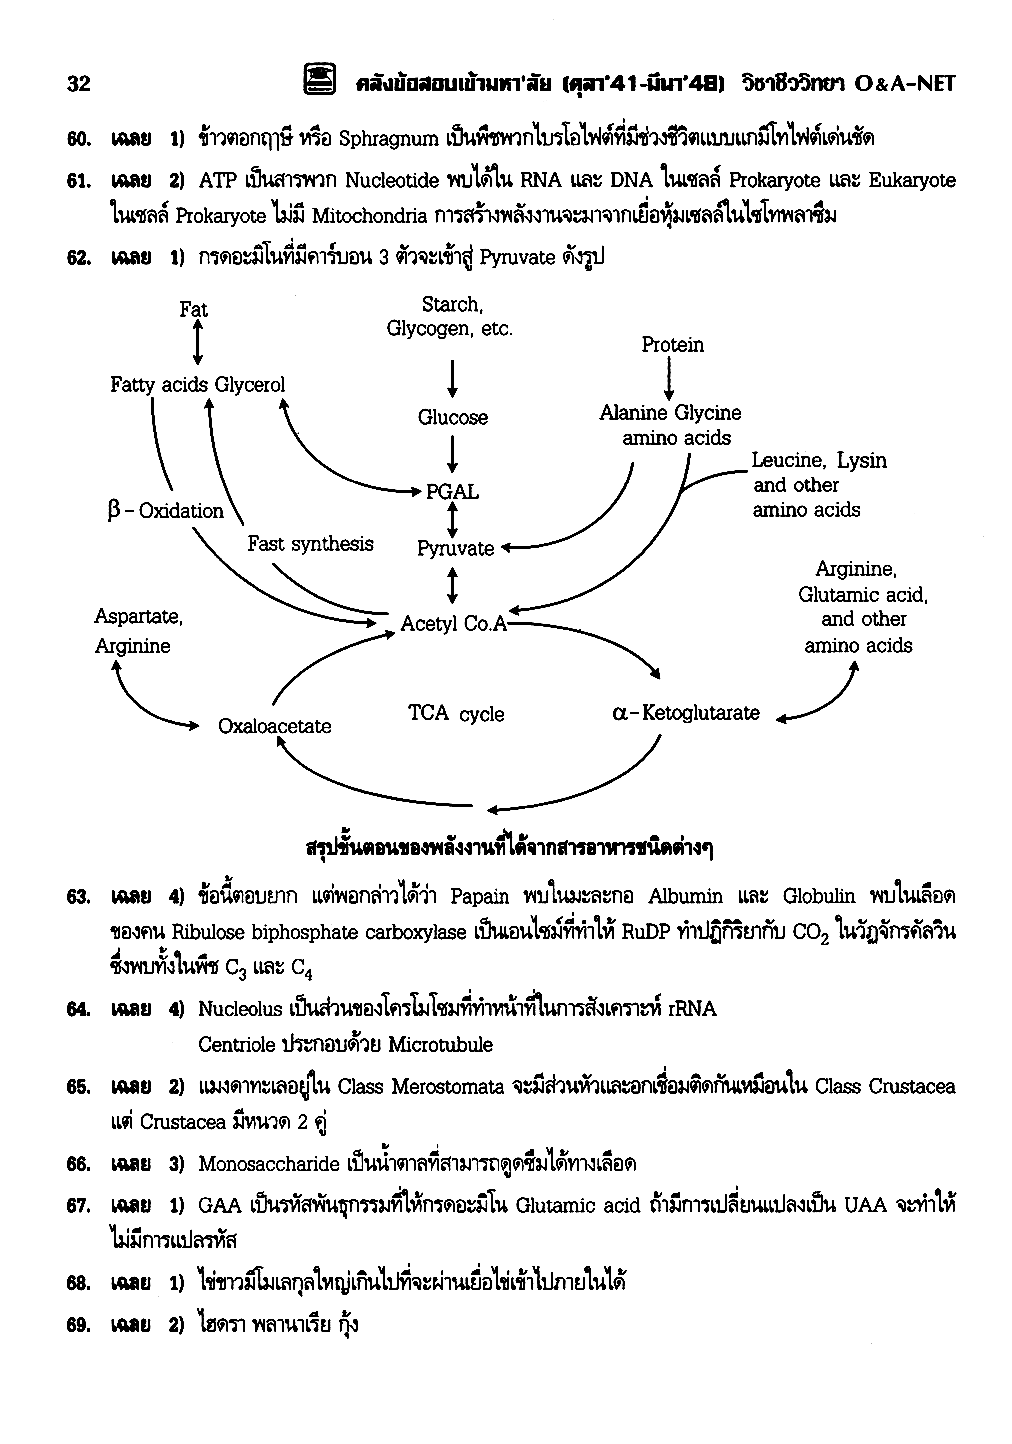 32 คลังข้อสอบเข้ามหา'ลัย (ตุลา'41-มีนา'48) วิชาชีววิทยา O&A-NET
60. เฉลย 1) ข้าวตอกฤๅษี หรือ Sphragnum เป็นพืชพวกไบรโอไฟต์ที่มีช่วงชีวิตแบบแกมีโทไฟต์เด่นชัด
61. เฉลย 2) ATP เป็นสารพวก Nucleotide พบได้ใน RNA และ DNA ในเซลล์ Prokaryote และ Eukaryote
ในเซลล์ Prokaryote ไม่มี Mitochondria การสร้างพลังงานจะมาจากเยื่อหุ้มเซลล์ในไซโทพลาซึม
62. เฉลย 1) กรดอะมิโนที่มีคาร์บอน 3 ตัวจะเข้าสู่ Pyruvate ดังรูป
Fat
Starch,
Glycogen, etc.
Protein
Fatty acids Glycerol
Glucose
Alanine Glycine
amino acids
Leucine, Lysin
and other
amino acids
PGAL
β-Oxidation
Fast synthesis
Pyruvate
Arginine,
Glutamic acid,
and other
amino acids
Aspartate,
Arginine
Acetyl Co.A
Oxaloacetate
TCA cycle
α-Ketoglutarate
สรุปขั้นตอนของพลังงานที่ได้จากสารอาหารชนิดต่างๆ
63. เฉลย 4) ข้อนี้ตอบยาก แต่พอกล่าวได้ว่า Papain พบในมะละกอ Albumin และ Globulin พบในเลือด
ของคน Ribulose biphosphate carboxylase เป็นเอนไซม์ที่ทำให้ RuDP ทำปฏิกิริยากับ CO₂ ในวัฏจักรคัลวิน
ซึ่งพบทั้งในพืช C₃ และ C₄
64. เฉลย 4) Nucleolus เป็นส่วนของโครโมโซมที่ทำหน้าที่ในการสังเคราะห์ rRNA
Centriole ประกอบด้วย Microtubule
65. เฉลย 2) แมงดาทะเลอยู่ใน Class Merostomata จะมีส่วนหัวและอกเชื่อมติดกันเหมือนใน Class Crustacea
แต่ Crustacea มีหนวด 2 คู่
66. เฉลย 3) Monosaccharide เป็นน้ำตาลที่สามารถดูดซึมได้ทางเลือด
67. เฉลย 1) GAA เป็นรหัสพันธุกรรมที่ให้กรดอะมิโน Glutamic acid ถ้ามีการเปลี่ยนแปลงเป็น UAA จะทำให้
ไม่มีการแปลรหัส
68. เฉลย 1) ไข่ขาวมีโมเลกุลใหญ่เกินไปที่จะผ่านเยื่อไข่เข้าไปภายในได้
69. เฉลย 2) ไฮดรา พลานาเรีย กุ้ง